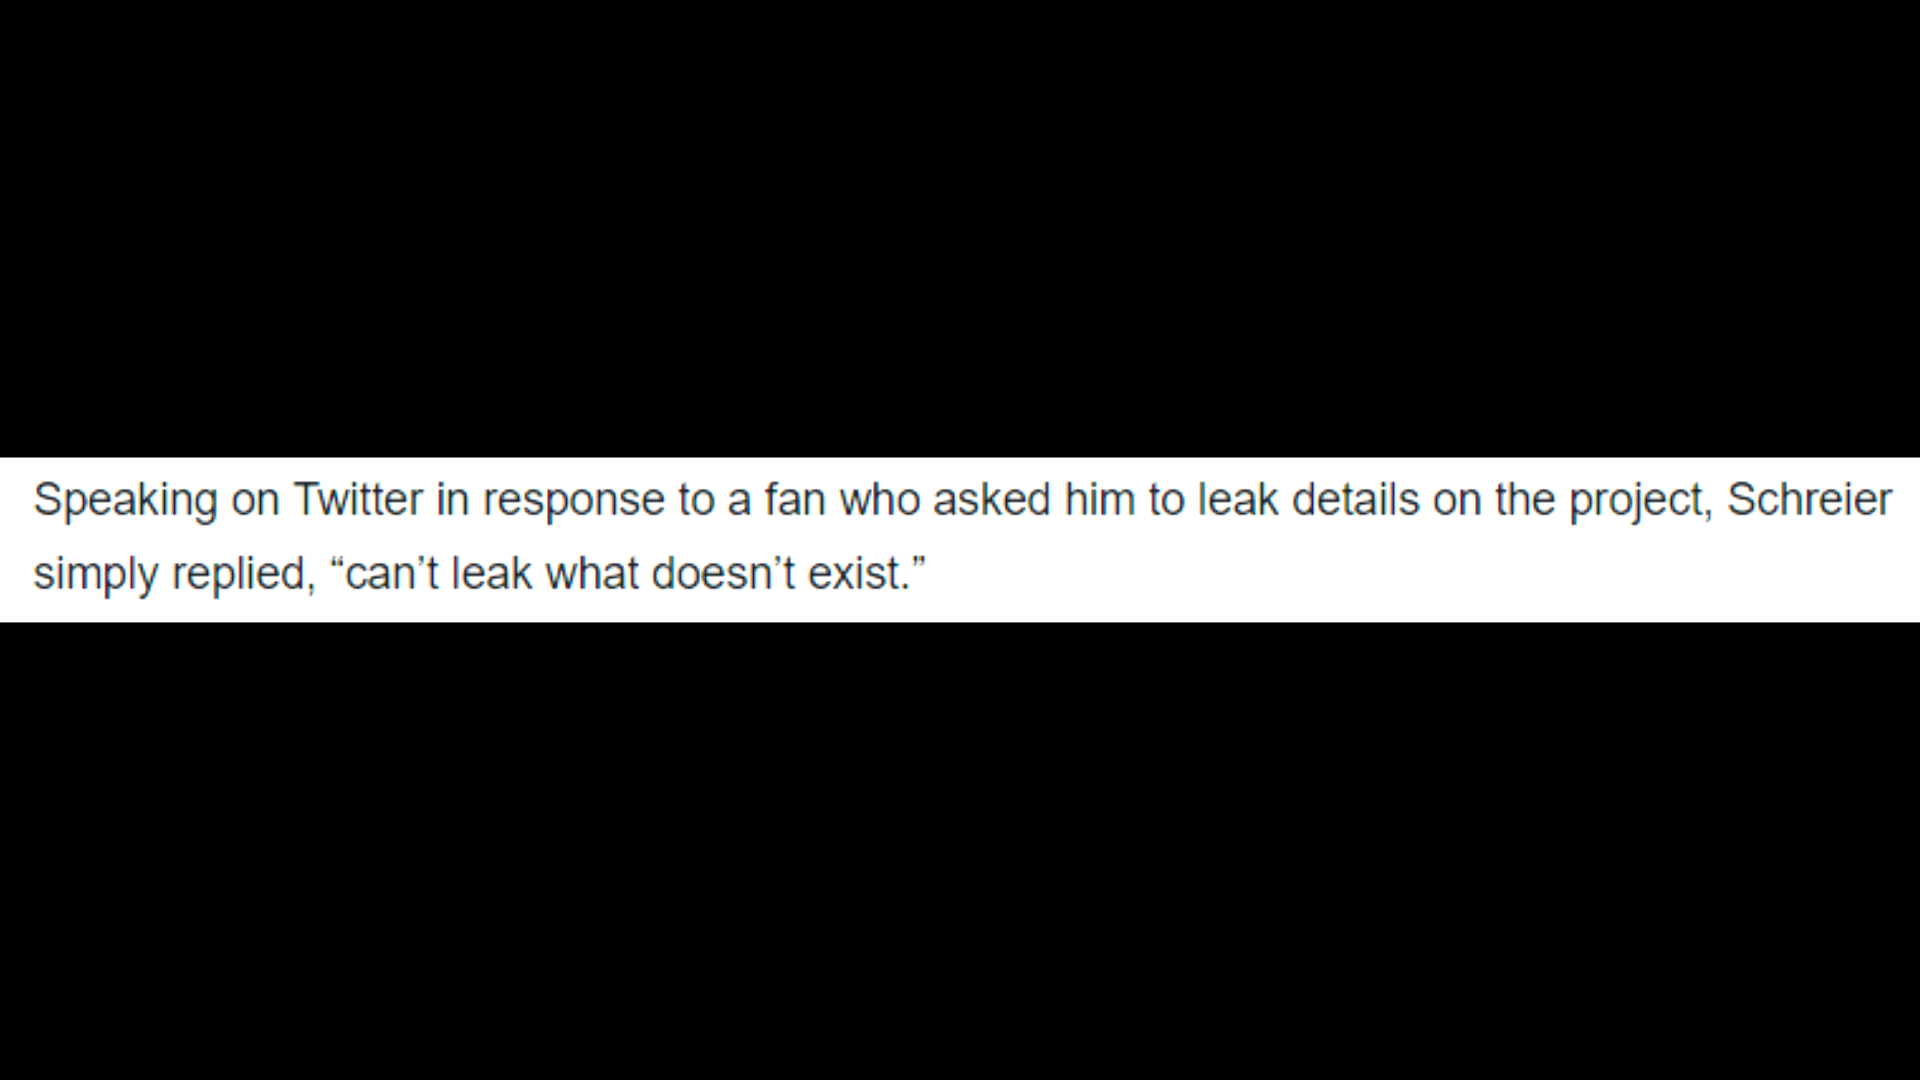 Speaking on Twitter in response to a fan who asked him to leak details on the project, Schreier
simply replied, “can’t leak what doesn’t exist.”